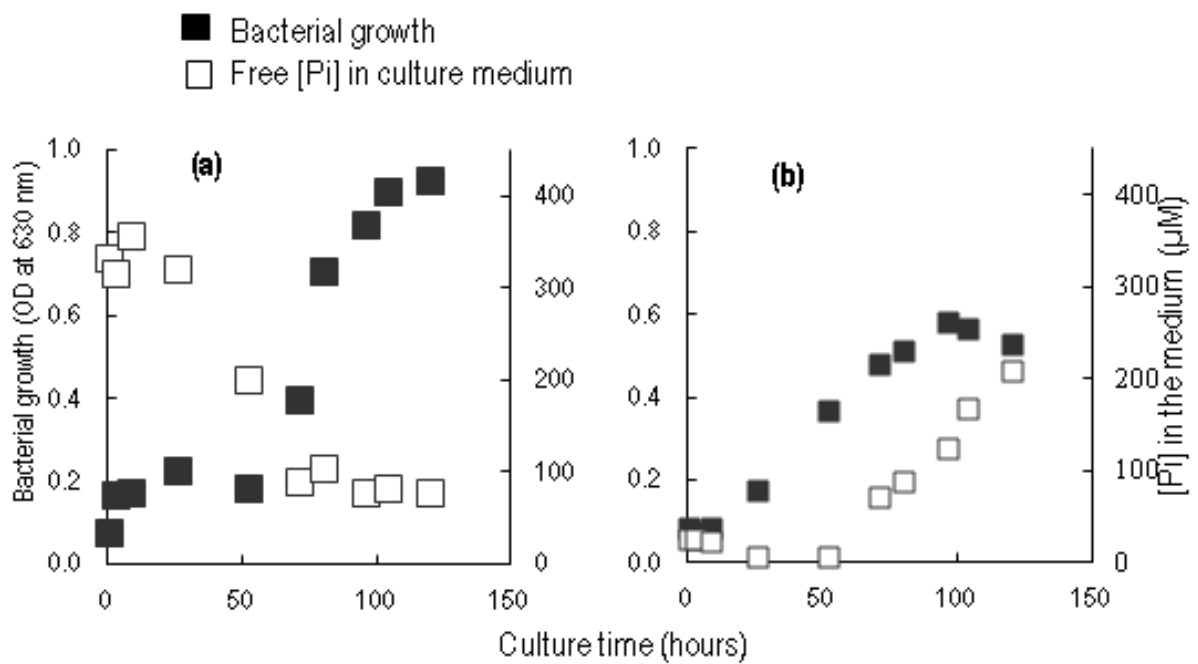 Bacterial growth
Free [Pi] in culture medium
(a)
(b)
Bacterial growth (OD at 630 nm)
1.0
0.8
0.6
0.4
0.2
0.0
400
300
200
100
0
1.0
0.8
0.6
0.4
0.2
0.0
400
300
200
100
0
[Pi] in the medium (µM)
0 50 100 150
0 50 100 150
Culture time (hours)